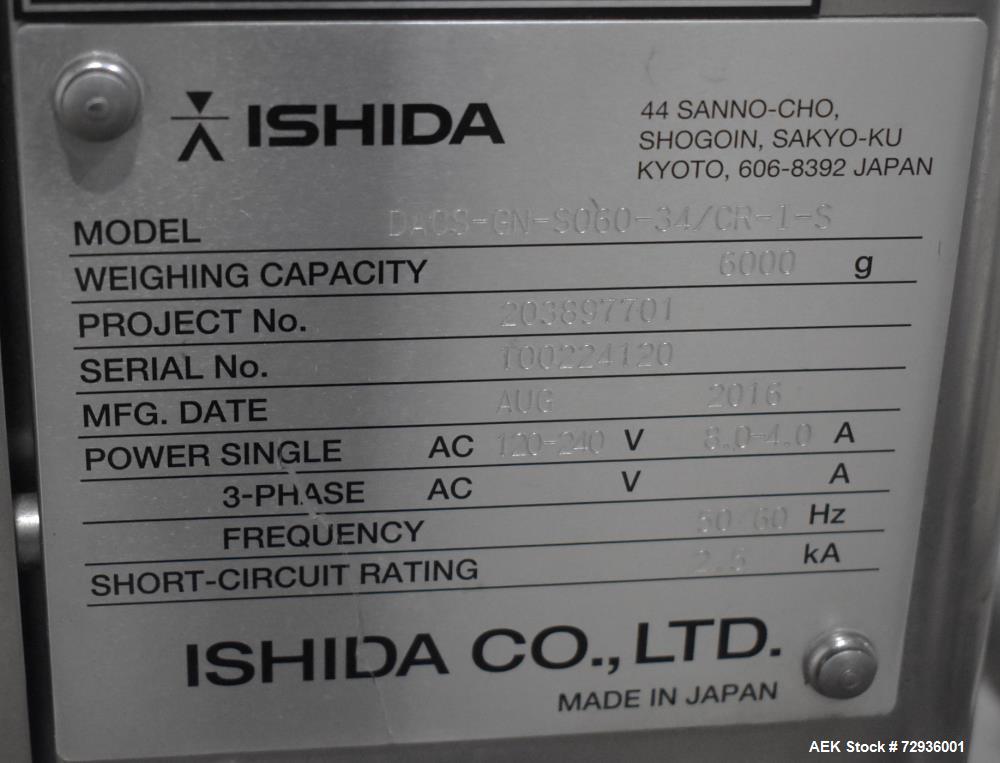 ISHIDA
44 SANNO-CHO,
SHOGOIN, SAKYO-KU
KYOTO, 606-8392 JAPAN
MODEL DACS-GN-S060-34/CR-1-S
WEIGHING CAPACITY 6000 g
PROJECT No. 203897701
SERIAL No. 100224120
MFG. DATE AUG 2016
POWER SINGLE AC 120-240 V 8.0-4.0 A
3-PHASE AC V A
FREQUENCY 50/60 Hz
SHORT-CIRCUIT RATING 2.5 kA
ISHIDA CO., LTD.
MADE IN JAPAN
AEK Stock # 72936001